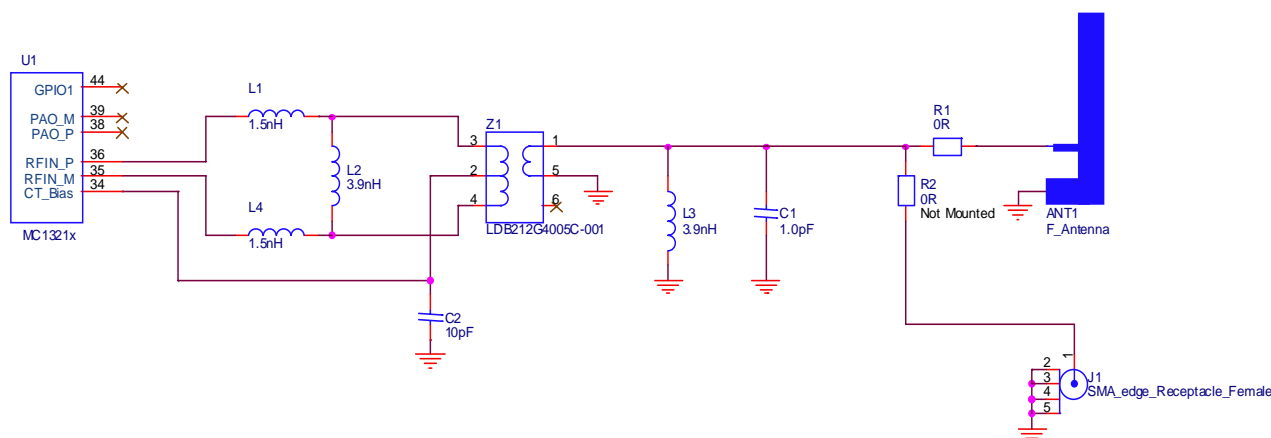 U1
GPIO1
44
PAO_M
39
PAO_P
38
RFIN_P
36
RFIN_M
35
CT_Bias
34
MC1321x
L1
1.5nH
L2
3.9nH
L4
1.5nH
C2
10pF
Z1
3
2
4
1
5
6
LDB212G4005C-001
L3
3.9nH
C1
1.0pF
R1
0R
R2
0R
Not Mounted
ANT1
F_Antenna
1
2
3
4
5
J1
SMA_edge_Receptacle_Female